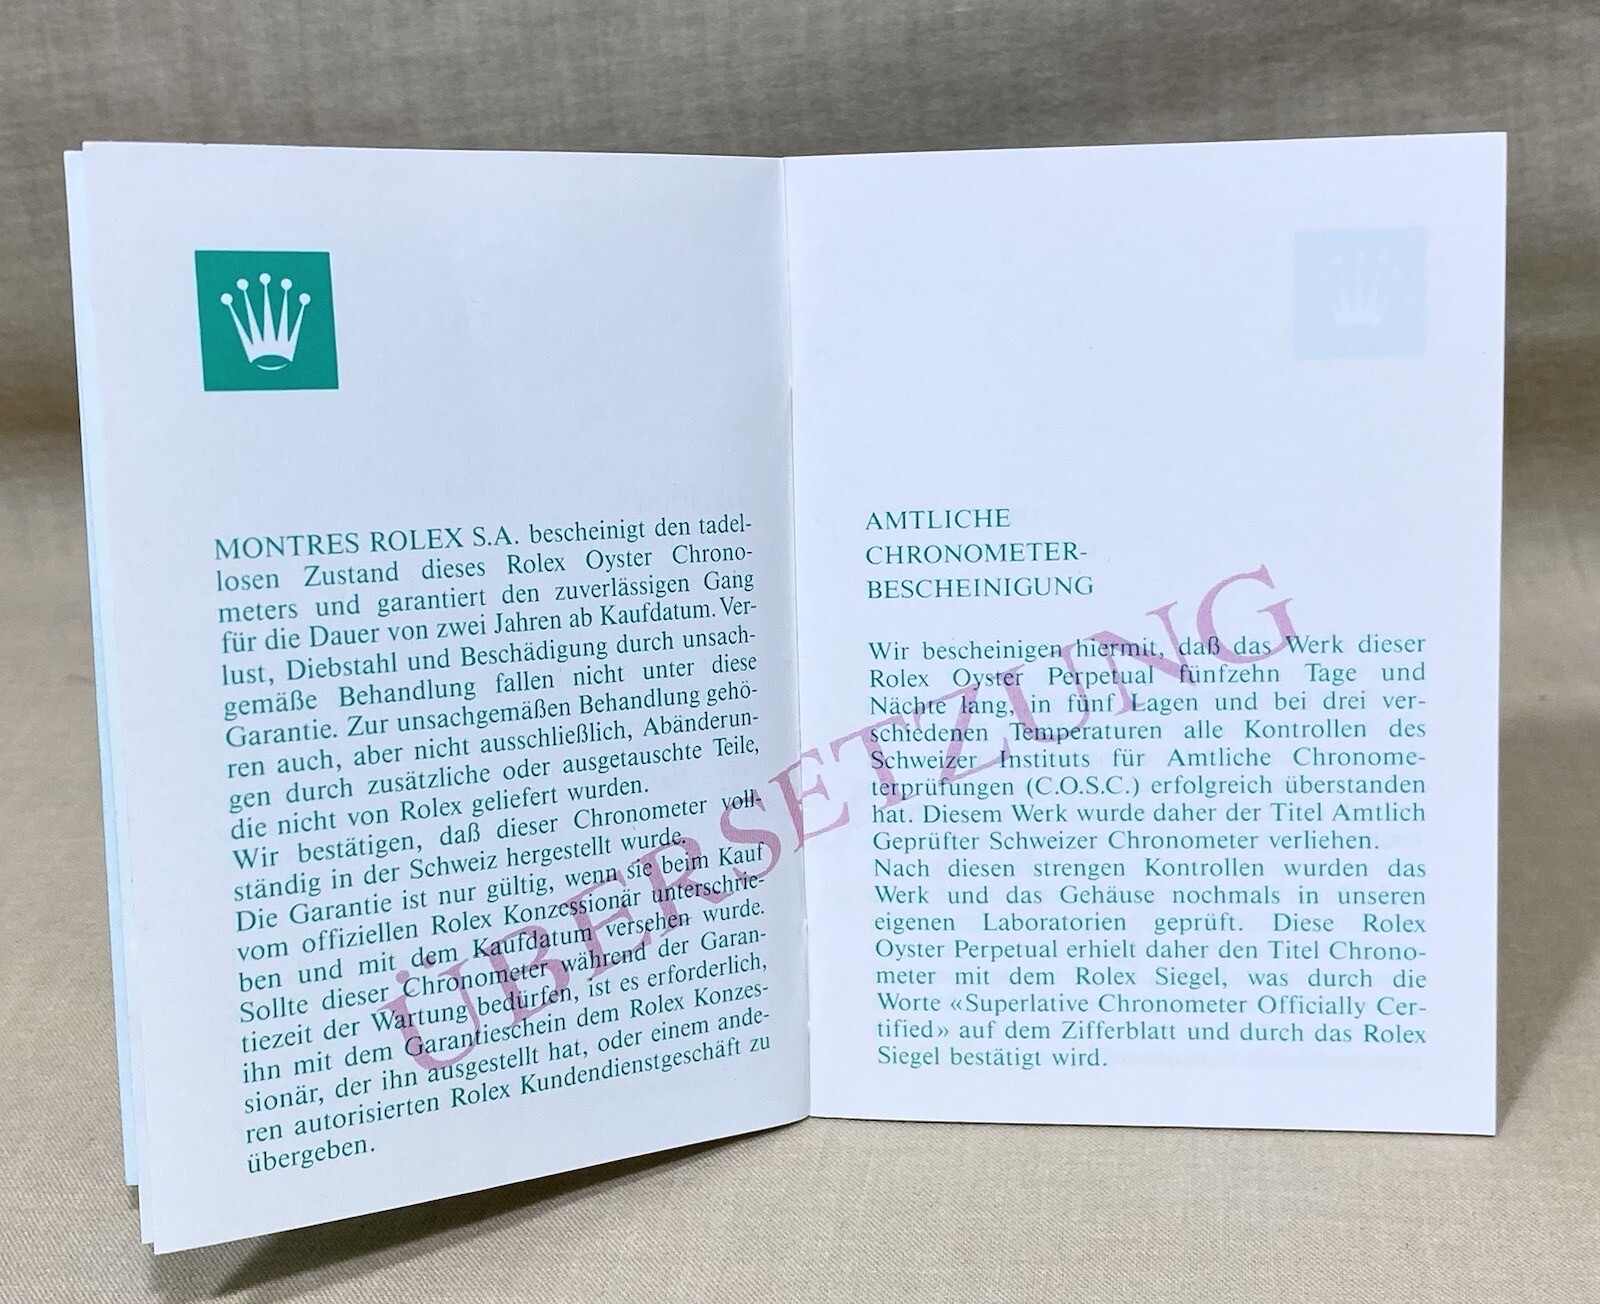 MONTRES ROLEX S.A. bescheinigt den tadel-
losen Zustand dieses Rolex Oyster Chrono-
meters und garantiert den zuverlässigen Gang
für die Dauer von zwei Jahren ab Kaufdatum. Ver-
lust, Diebstahl und Beschädigung durch unsach-
gemäße Behandlung fallen nicht unter diese
Garantie. Zur unsachgemäßen Behandlung gehö-
ren auch, aber nicht ausschließlich, Abänderun-
gen durch zusätzliche oder ausgetauschte Teile,
die nicht von Rolex geliefert wurden.
Wir bestätigen, daß dieser Chronometer voll-
ständig in der Schweiz hergestellt wurde.
Die Garantie ist nur gültig, wenn sie beim Kauf
vom offiziellen Rolex Konzessionär unterschrie-
ben und mit dem Kaufdatum versehen wurde.
Sollte dieser Chronometer während der Garan-
tiezeit der Wartung bedürfen, ist es erforderlich,
ihn mit dem Garantieschein dem Rolex Konzes-
sionär, der ihn ausgestellt hat, oder einem ande-
ren autorisierten Rolex Kundendienstgeschäft zu
übergeben.
AMTLICHE
CHRONOMETER-
BESCHEINIGUNG
Wir bescheinigen hiermit, daß das Werk dieser
Rolex Oyster Perpetual fünfzehn Tage und
Nächte lang, in fünf Lagen und bei drei ver-
schiedenen Temperaturen alle Kontrollen des
Schweizer Instituts für Amtliche Chronome-
terprüfungen (C.O.S.C.) erfolgreich überstanden
hat. Diesem Werk wurde daher der Titel Amtlich
Geprüfter Schweizer Chronometer verliehen.
Nach diesen strengen Kontrollen wurden das
Werk und das Gehäuse nochmals in unseren
eigenen Laboratorien geprüft. Diese Rolex
Oyster Perpetual erhielt daher den Titel Chrono-
meter mit dem Rolex Siegel, was durch die
Worte «Superlative Chronometer Officially Cer-
tified» auf dem Zifferblatt und durch das Rolex
Siegel bestätigt wird.
ÜBERSETZUNG